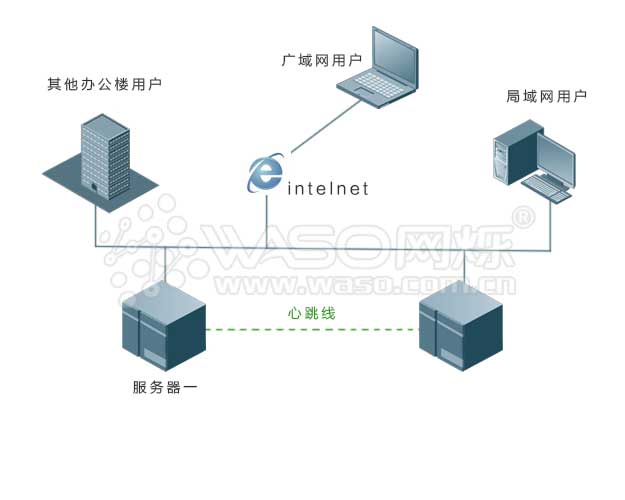 广域网用户
其他办公楼用户
局域网用户
intelnet
WASO网烁®
www.waso.com.cn
心跳线
服务器一